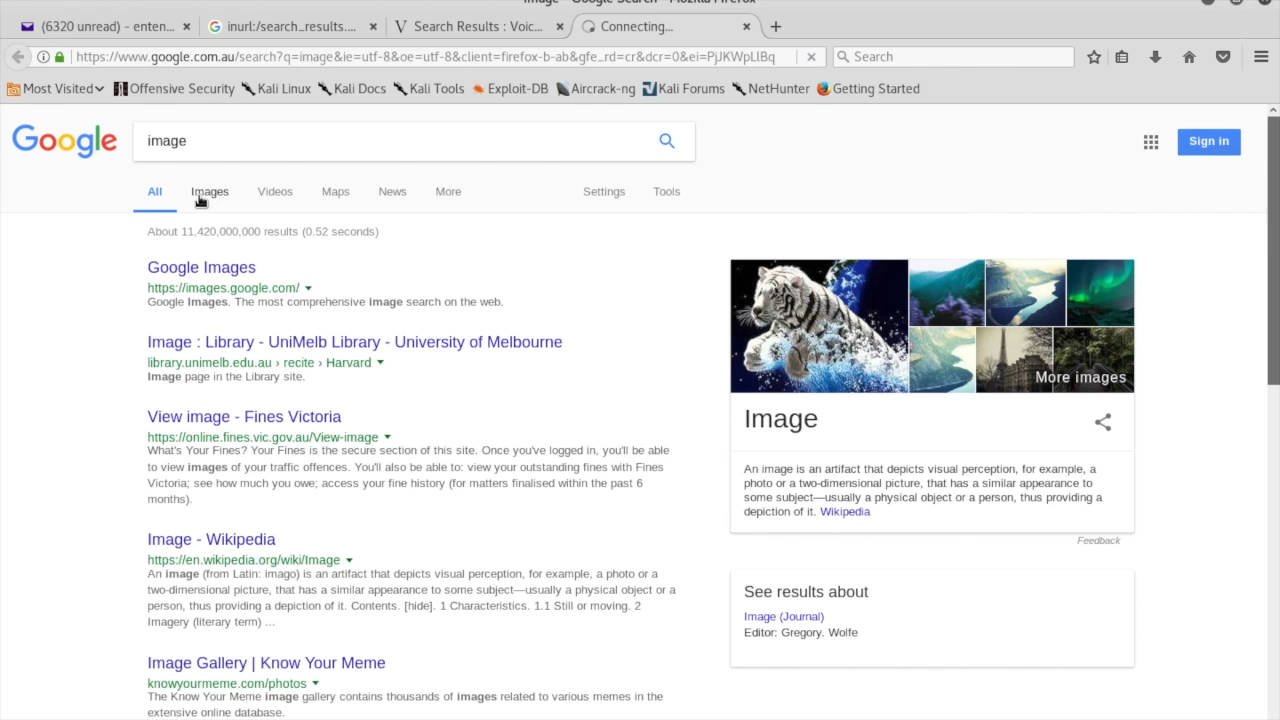 (6320 unread) - enten...
inurl:/search_results....
Search Results : Voic...
Connecting...
https://www.google.com.au/search?q=image&ie=utf-8&oe=utf-8&client=firefox-b-ab&gfe_rd=cr&dcr=0&ei=PjJKWpLlBq
Search
Most Visited
Offensive Security
Kali Linux
Kali Docs
Kali Tools
Exploit-DB
Aircrack-ng
Kali Forums
NetHunter
Getting Started
Google
image
Sign in
All
Images
Videos
Maps
News
More
Settings
Tools
About 11,420,000,000 results (0.52 seconds)
Google Images
https://images.google.com/
Google Images. The most comprehensive image search on the web.
Image : Library - UniMelb Library - University of Melbourne
library.unimelb.edu.au › recite › Harvard
Image page in the Library site.
View image - Fines Victoria
https://online.fines.vic.gov.au/View-image
What's Your Fines? Your Fines is the secure section of this site. Once you've logged in, you'll be able
to view images of your traffic offences. You'll also be able to: view your outstanding fines with Fines
Victoria; see how much you owe; access your fine history (for matters finalised within the past 6
months).
Image - Wikipedia
https://en.wikipedia.org/wiki/Image
An image (from Latin: imago) is an artifact that depicts visual perception, for example, a photo or a
two-dimensional picture, that has a similar appearance to some subject—usually a physical object or a
person, thus providing a depiction of it. Contents. [hide]. 1 Characteristics. 1.1 Still or moving. 2
Imagery (literary term) ...
Image Gallery | Know Your Meme
knowyourmeme.com/photos
The Know Your Meme image gallery contains thousands of images related to various memes in the
extensive online database.
More images
Image
An image is an artifact that depicts visual perception, for example, a
photo or a two-dimensional picture, that has a similar appearance to
some subject—usually a physical object or a person, thus providing a
depiction of it. Wikipedia
Feedback
See results about
Image (Journal)
Editor: Gregory. Wolfe